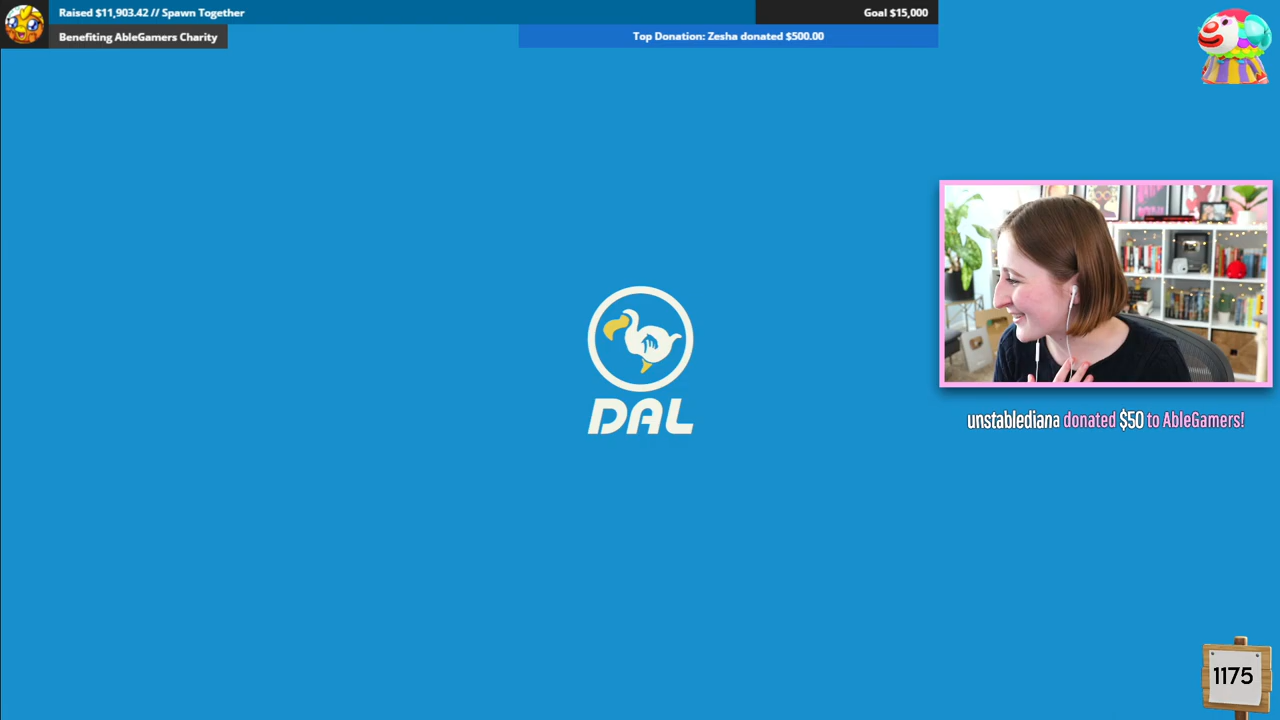 Raised $11,903.42 // Spawn Together
Goal $15,000
Benefiting AbleGamers Charity
Top Donation: Zesha donated $500.00
DAL
unstablediana donated $50 to AbleGamers!
1175